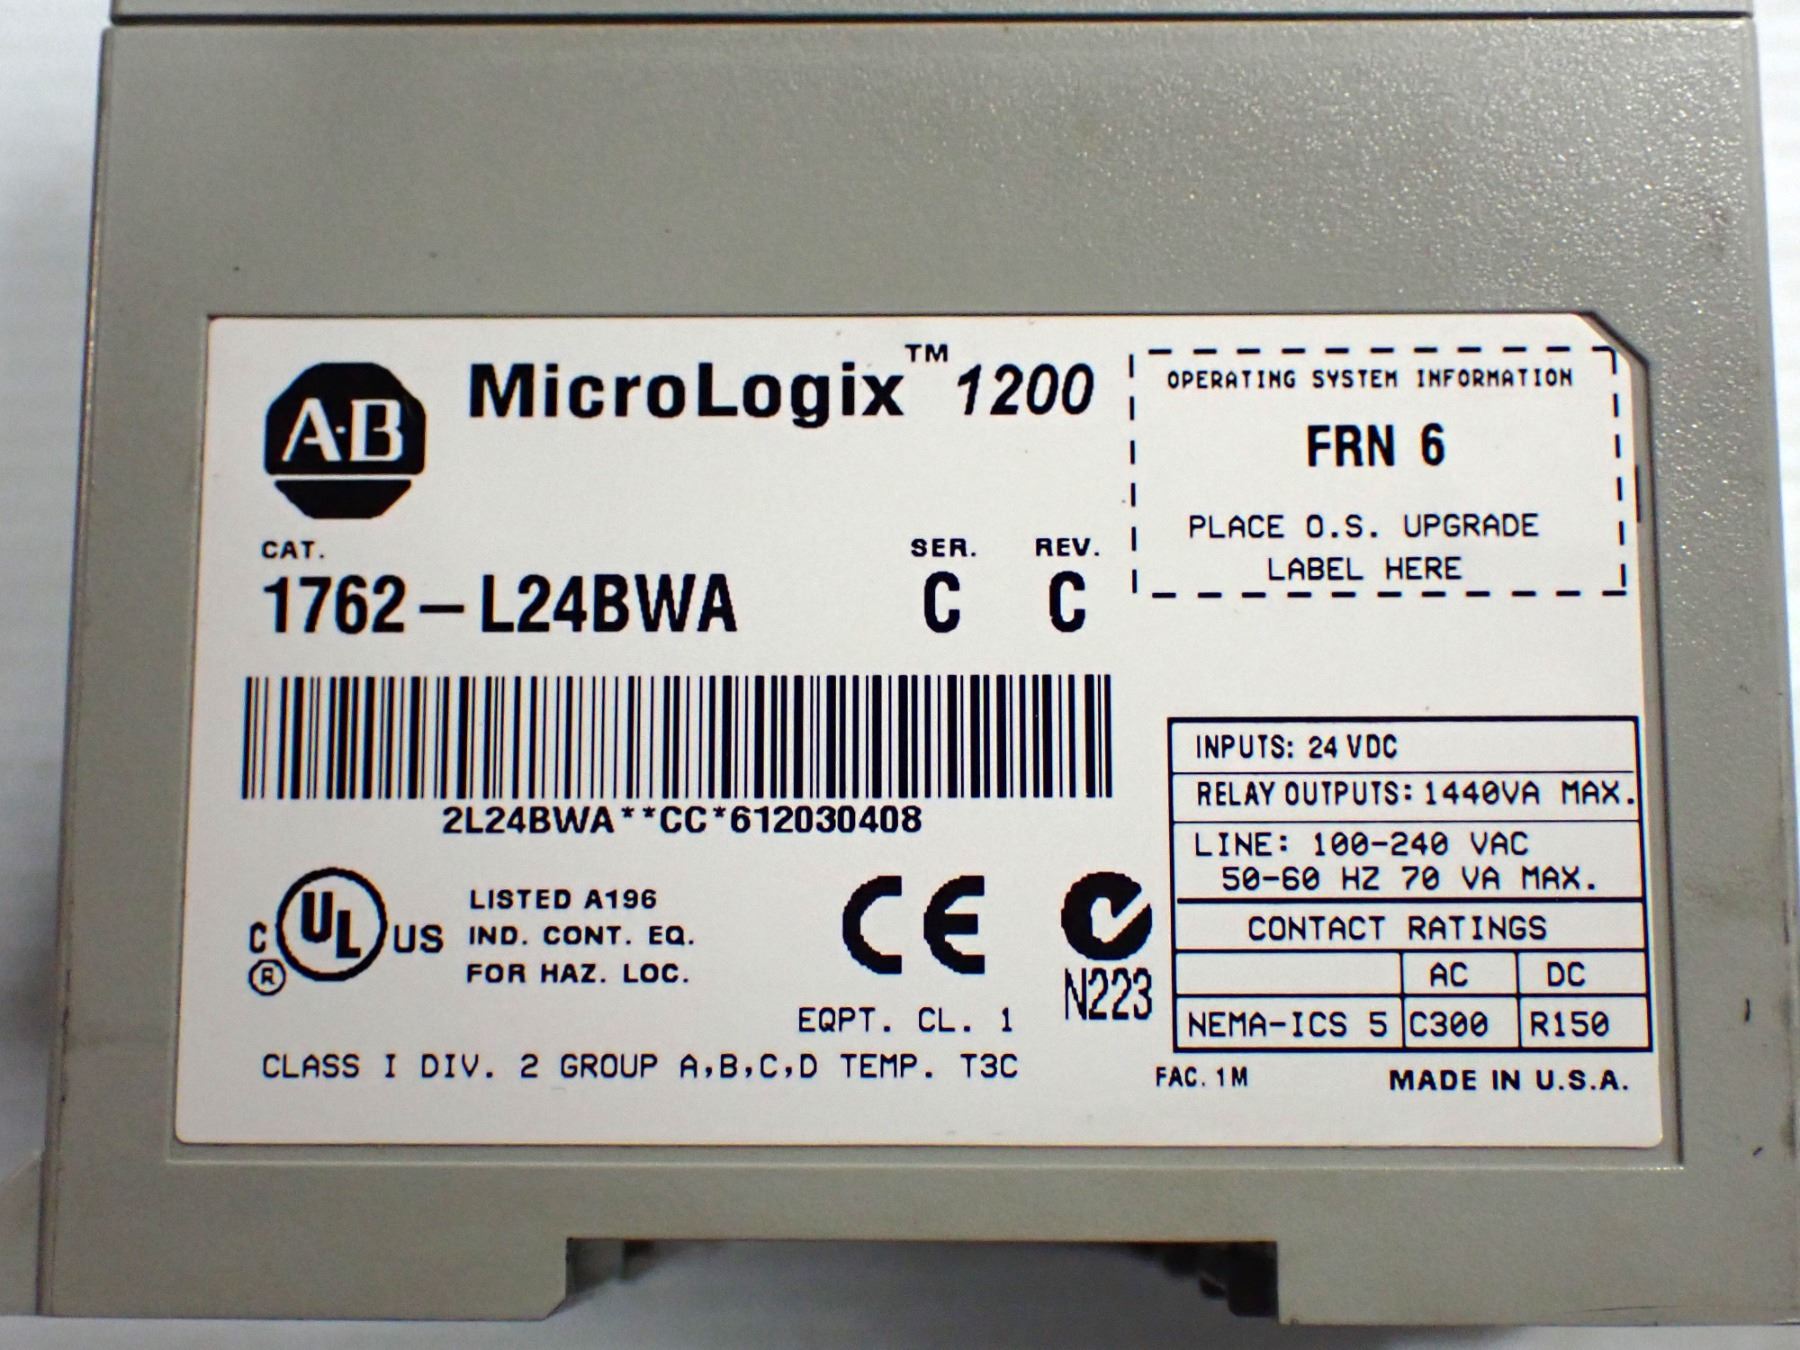 A-B
MicroLogix™ 1200
OPERATING SYSTEM INFORMATION
FRN 6
PLACE O.S. UPGRADE
LABEL HERE
CAT. SER. REV.
1762-L24BWA C C
2L24BWA**CC*612030408
INPUTS: 24 VDC
RELAY OUTPUTS: 1440VA MAX.
LINE: 100-240 VAC
50-60 HZ 70 VA MAX.
CONTACT RATINGS
AC DC
NEMA-ICS 5 C300 R150
C UL US ®
LISTED A196
IND. CONT. EQ.
FOR HAZ. LOC.
CE
N223
EQPT. CL. 1
CLASS I DIV. 2 GROUP A,B,C,D TEMP. T3C
FAC. 1M MADE IN U.S.A.